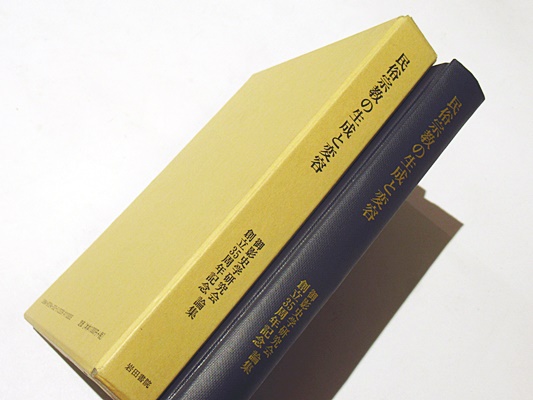 民俗宗教の生成と変容
御影史学研究会
創立35周年記念
論集
岩田書院
民俗宗教の生成と変容
御影史学研究会
創立35周年記念
論集